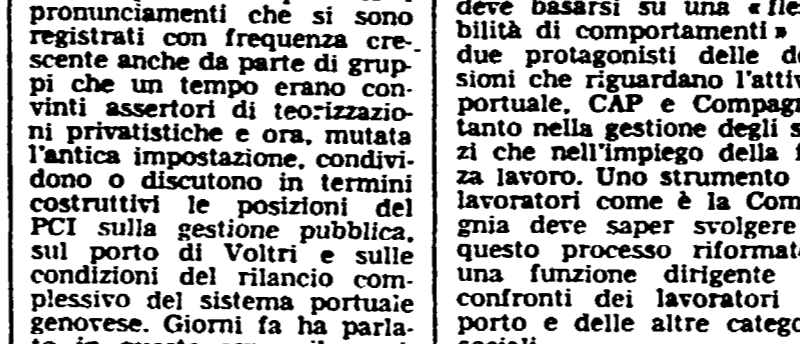 pronunciamenti che si sono
registrati con frequenza cre-
scente anche da parte di grup-
pi che un tempo erano con-
vinti assertori di teorizzazio-
ni privatistiche e ora, mutata
l'antica impostazione, condivi-
dono o discutono in termini
costruttivi le posizioni del
PCI sulla gestione pubblica,
sul porto di Voltri e sulle
condizioni del rilancio com-
plessivo del sistema portuale
genovese. Giorni fa ha parla-
deve basarsi su una «
bilità di comportamenti»
due protagonisti delle
sioni che riguardano l'attiv
portuale, CAP e Compagn
tanto nella gestione degli s
zi che nell'impiego della f
za lavoro. Uno strumento
lavoratori come è la Com
gnia deve saper svolgere
questo processo riformat
una funzione dirigente
confronti dei lavoratori
porto e delle altre catego